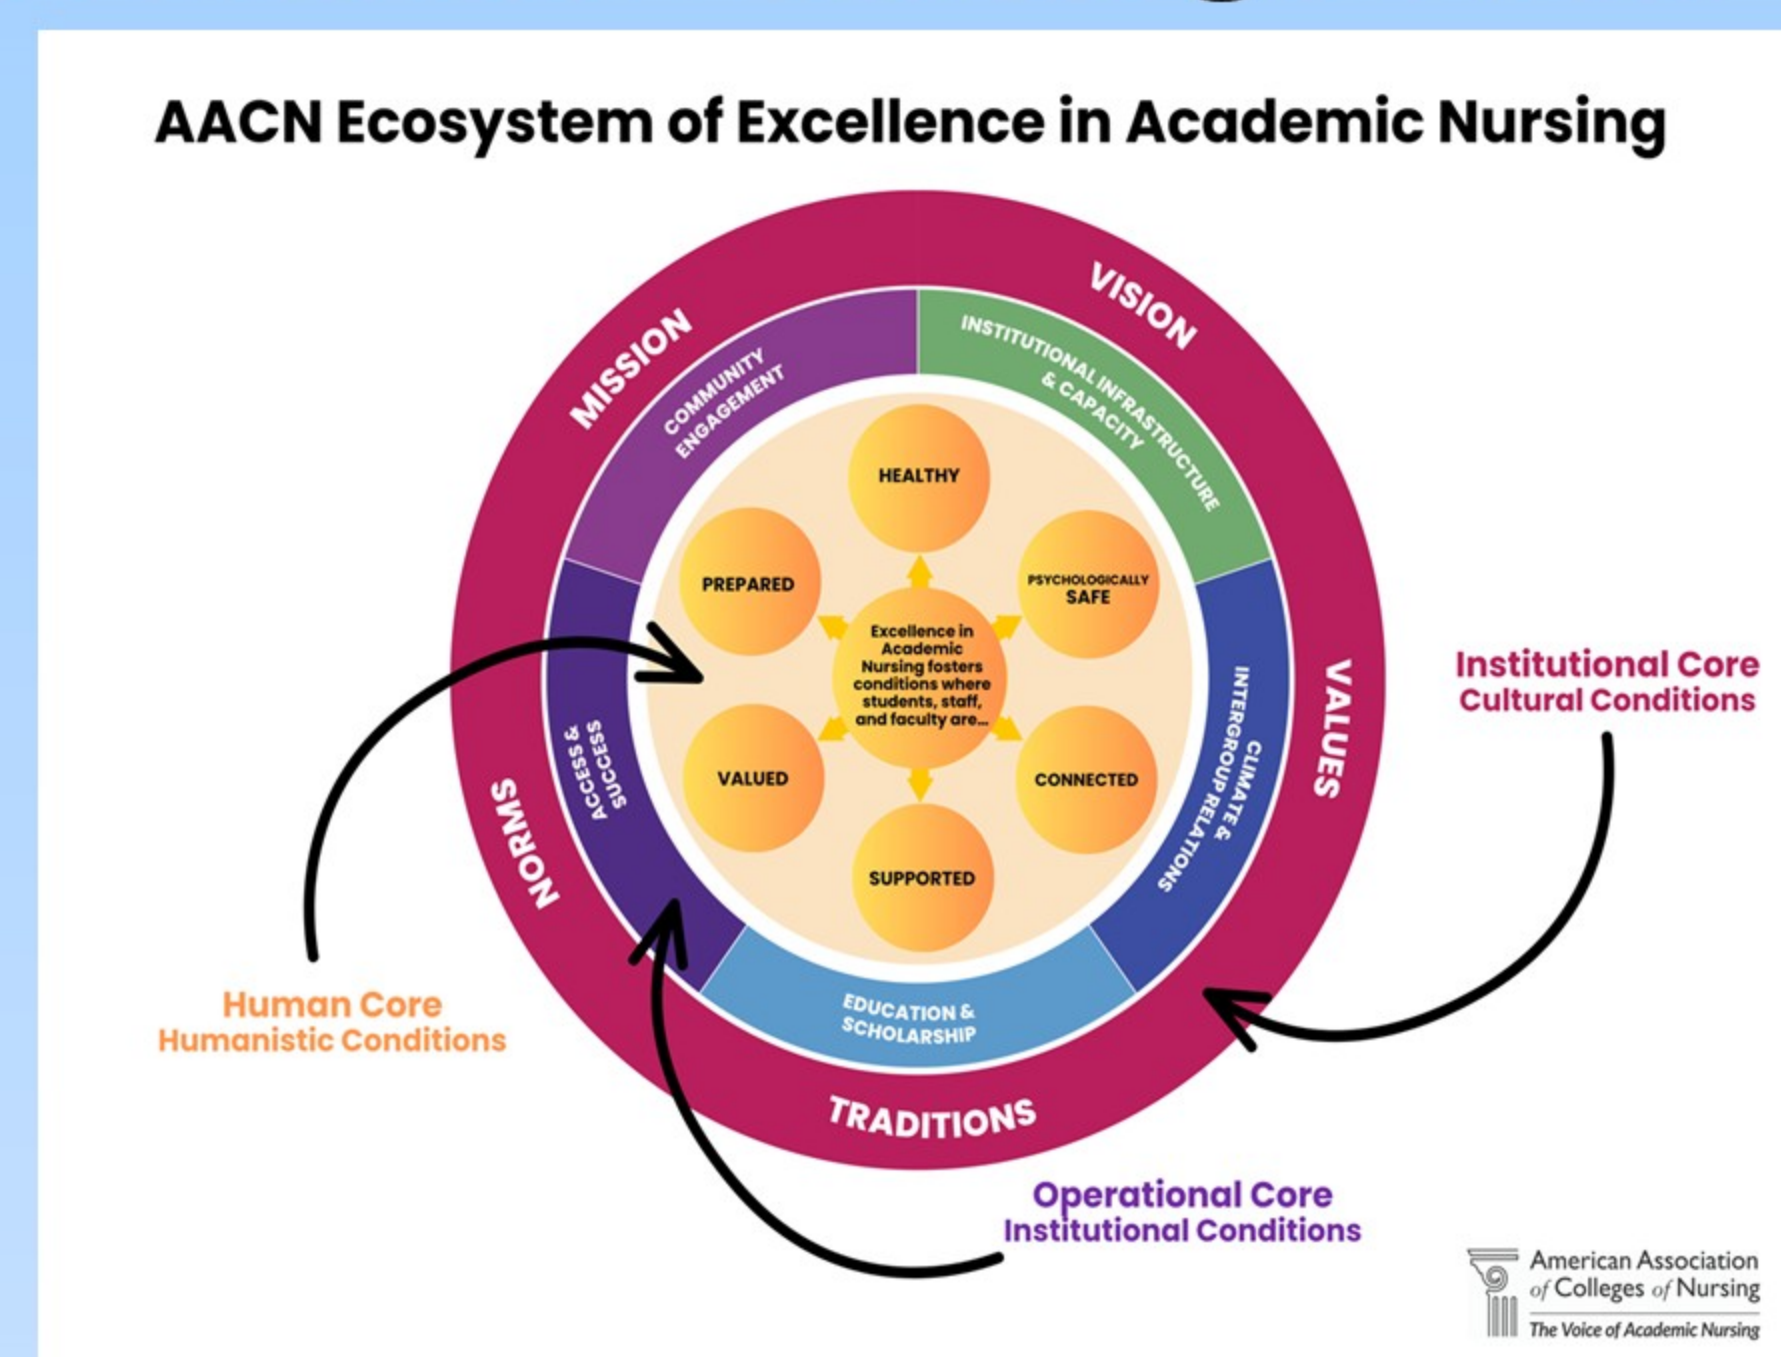 AACN Ecosystem of Excellence in Academic Nursing
MISSION
VISION
VALUES
TRADITIONS
NORMS
COMMUNITY
ENGAGEMENT
INSTITUTIONAL INFRASTRUCTURE
& CAPACITY
CLIMATE &
INTERGROUP RELATIONS
EDUCATION &
SCHOLARSHIP
ACCESS &
SUCCESS
HEALTHY
PSYCHOLOGICALLY
SAFE
CONNECTED
SUPPORTED
VALUED
PREPARED
Excellence in
Academic
Nursing fosters
conditions where
students, staff,
and faculty are...
Institutional Core
Cultural Conditions
Human Core
Humanistic Conditions
Operational Core
Institutional Conditions
American Association
of Colleges of Nursing
The Voice of Academic Nursing